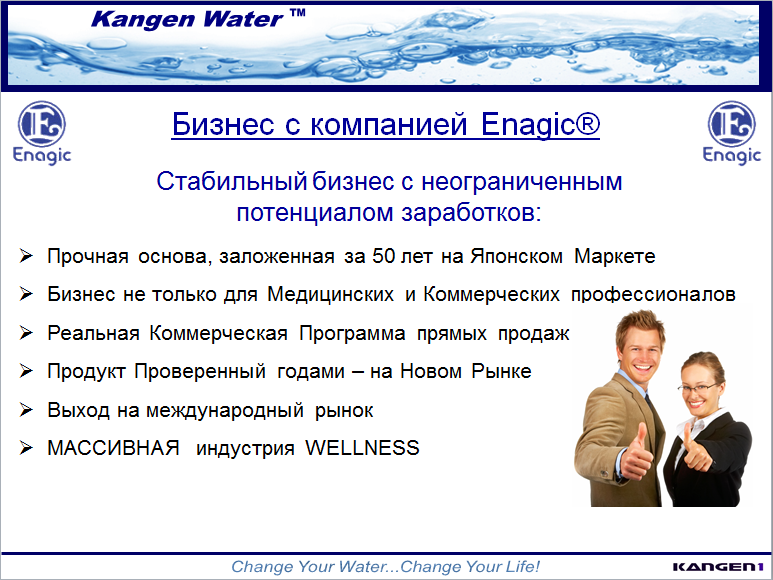 Kangen Water ™
Бизнес с компанией Enagic®
Enagic
Enagic
Стабильный бизнес с неограниченным
потенциалом заработков:
Прочная основа, заложенная за 50 лет на Японском Маркете
Бизнес не только для Медицинских и Коммерческих профессионалов
Реальная Коммерческая Программа прямых продаж
Продукт Проверенный годами – на Новом Рынке
Выход на международный рынок
МАССИВНАЯ индустрия WELLNESS
Change Your Water...Change Your Life!
KANGEN1